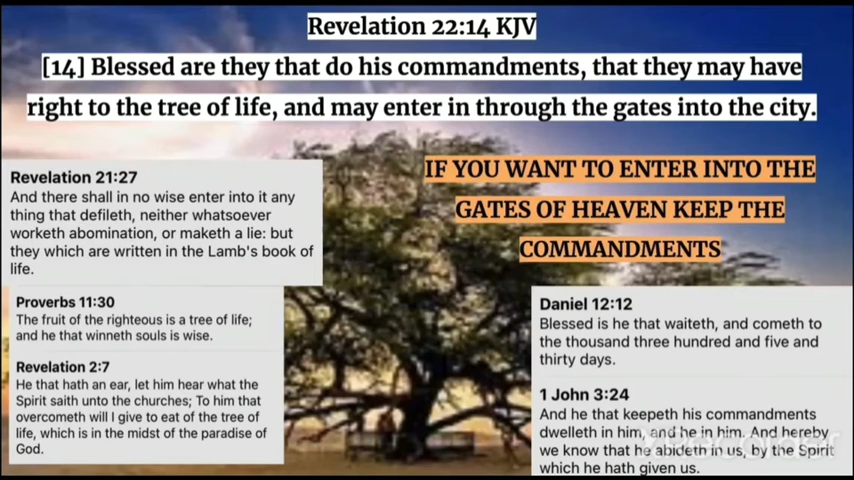 Revelation 22:14 KJV
[14] Blessed are they that do his commandments, that they may have
right to the tree of life, and may enter in through the gates into the city.
IF YOU WANT TO ENTER INTO THE
GATES OF HEAVEN KEEP THE
COMMANDMENTS
Revelation 21:27
And there shall in no wise enter into it any
thing that defileth, neither whatsoever
worketh abomination, or maketh a lie: but
they which are written in the Lamb's book of
life.
Proverbs 11:30
The fruit of the righteous is a tree of life;
and he that winneth souls is wise.
Revelation 2:7
He that hath an ear, let him hear what the
Spirit saith unto the churches; To him that
overcometh will I give to eat of the tree of
life, which is in the midst of the paradise of
God.
Daniel 12:12
Blessed is he that waiteth, and cometh to
the thousand three hundred and five and
thirty days.
1 John 3:24
And he that keepeth his commandments
dwelleth in him, and he in him. And hereby
we know that he abideth in us, by the Spirit
which he hath given us.